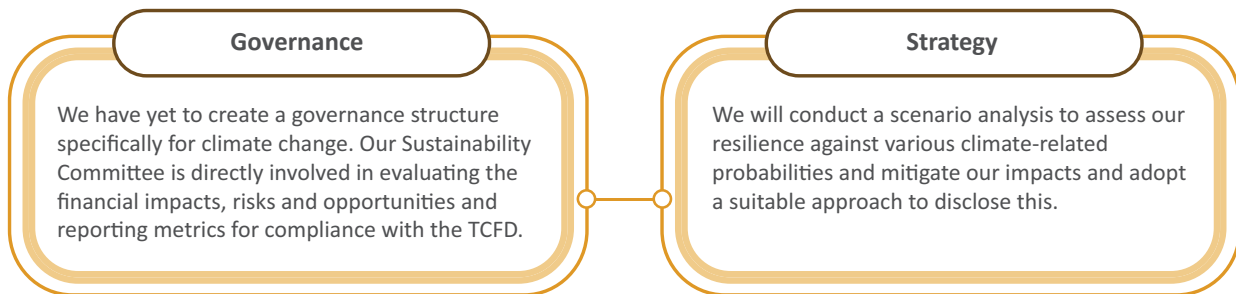 Governance
We have yet to create a governance structure
specifically for climate change. Our Sustainability
Committee is directly involved in evaluating the
financial impacts, risks and opportunities and
reporting metrics for compliance with the TCFD.
Strategy
We will conduct a scenario analysis to assess our
resilience against various climate-related
probabilities and mitigate our impacts and adopt
a suitable approach to disclose this.